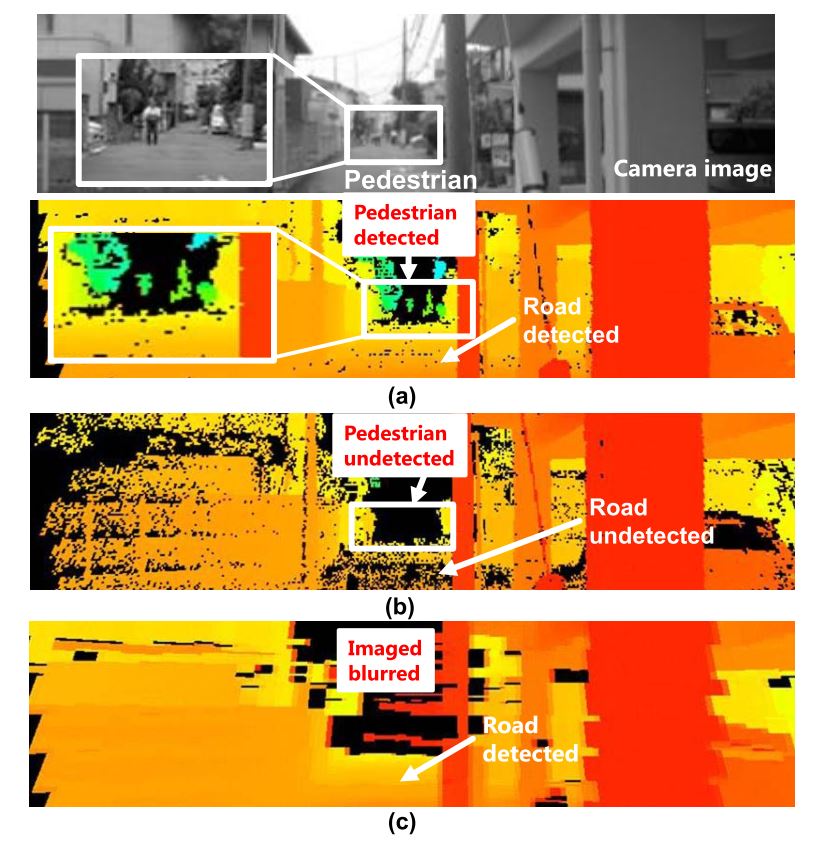 Camera image
Pedestrian
Pedestrian
detected
Road
detected
(a)
Pedestrian
undetected
Road
undetected
(b)
Imaged
blurred
Road
detected
(c)